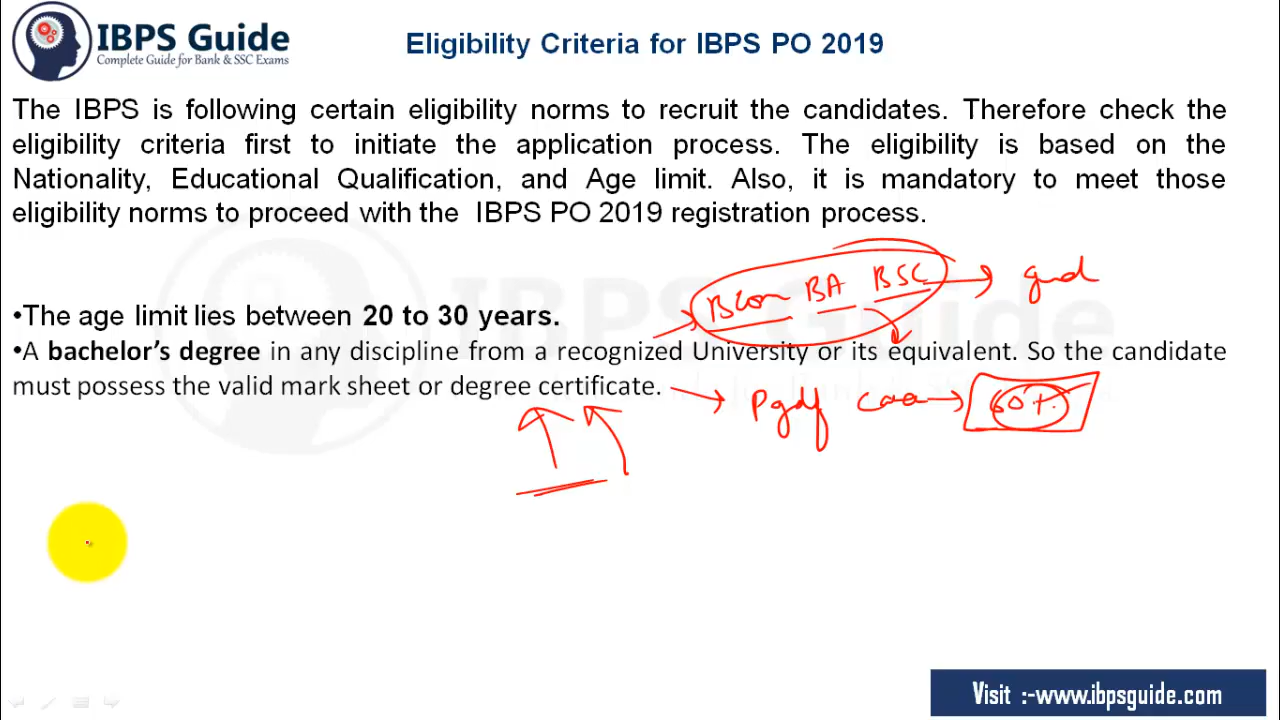 IBPS Guide
Complete Guide for Bank & SSC Exams
Eligibility Criteria for IBPS PO 2019
The IBPS is following certain eligibility norms to recruit the candidates. Therefore check the
eligibility criteria first to initiate the application process. The eligibility is based on the
Nationality, Educational Qualification, and Age limit. Also, it is mandatory to meet those
eligibility norms to proceed with the IBPS PO 2019 registration process.
BCom BA BSC
•The age limit lies between 20 to 30 years.
•A bachelor's degree in any discipline from a recognized University or its equivalent. So the candidate
must possess the valid mark sheet or degree certificate.
60%
Visit :-www.ibpsguide.com